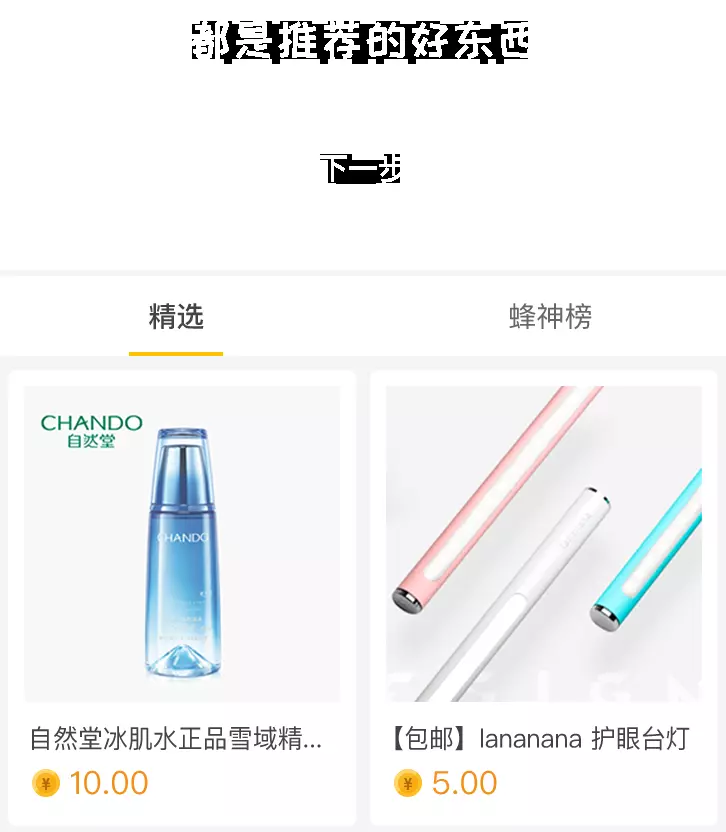 都是推荐的好东西
下一步
精选
蜂神榜
CHANDO
自然堂
CHANDO
自然堂冰肌水正品雪域精...
¥ 10.00
【包邮】lananana 护眼台灯
¥ 5.00